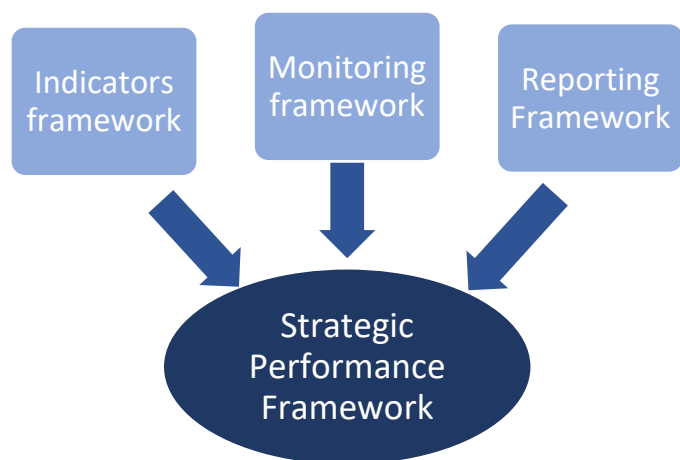 Indicators
framework
Monitoring
framework
Reporting
Framework
Strategic
Performance
Framework